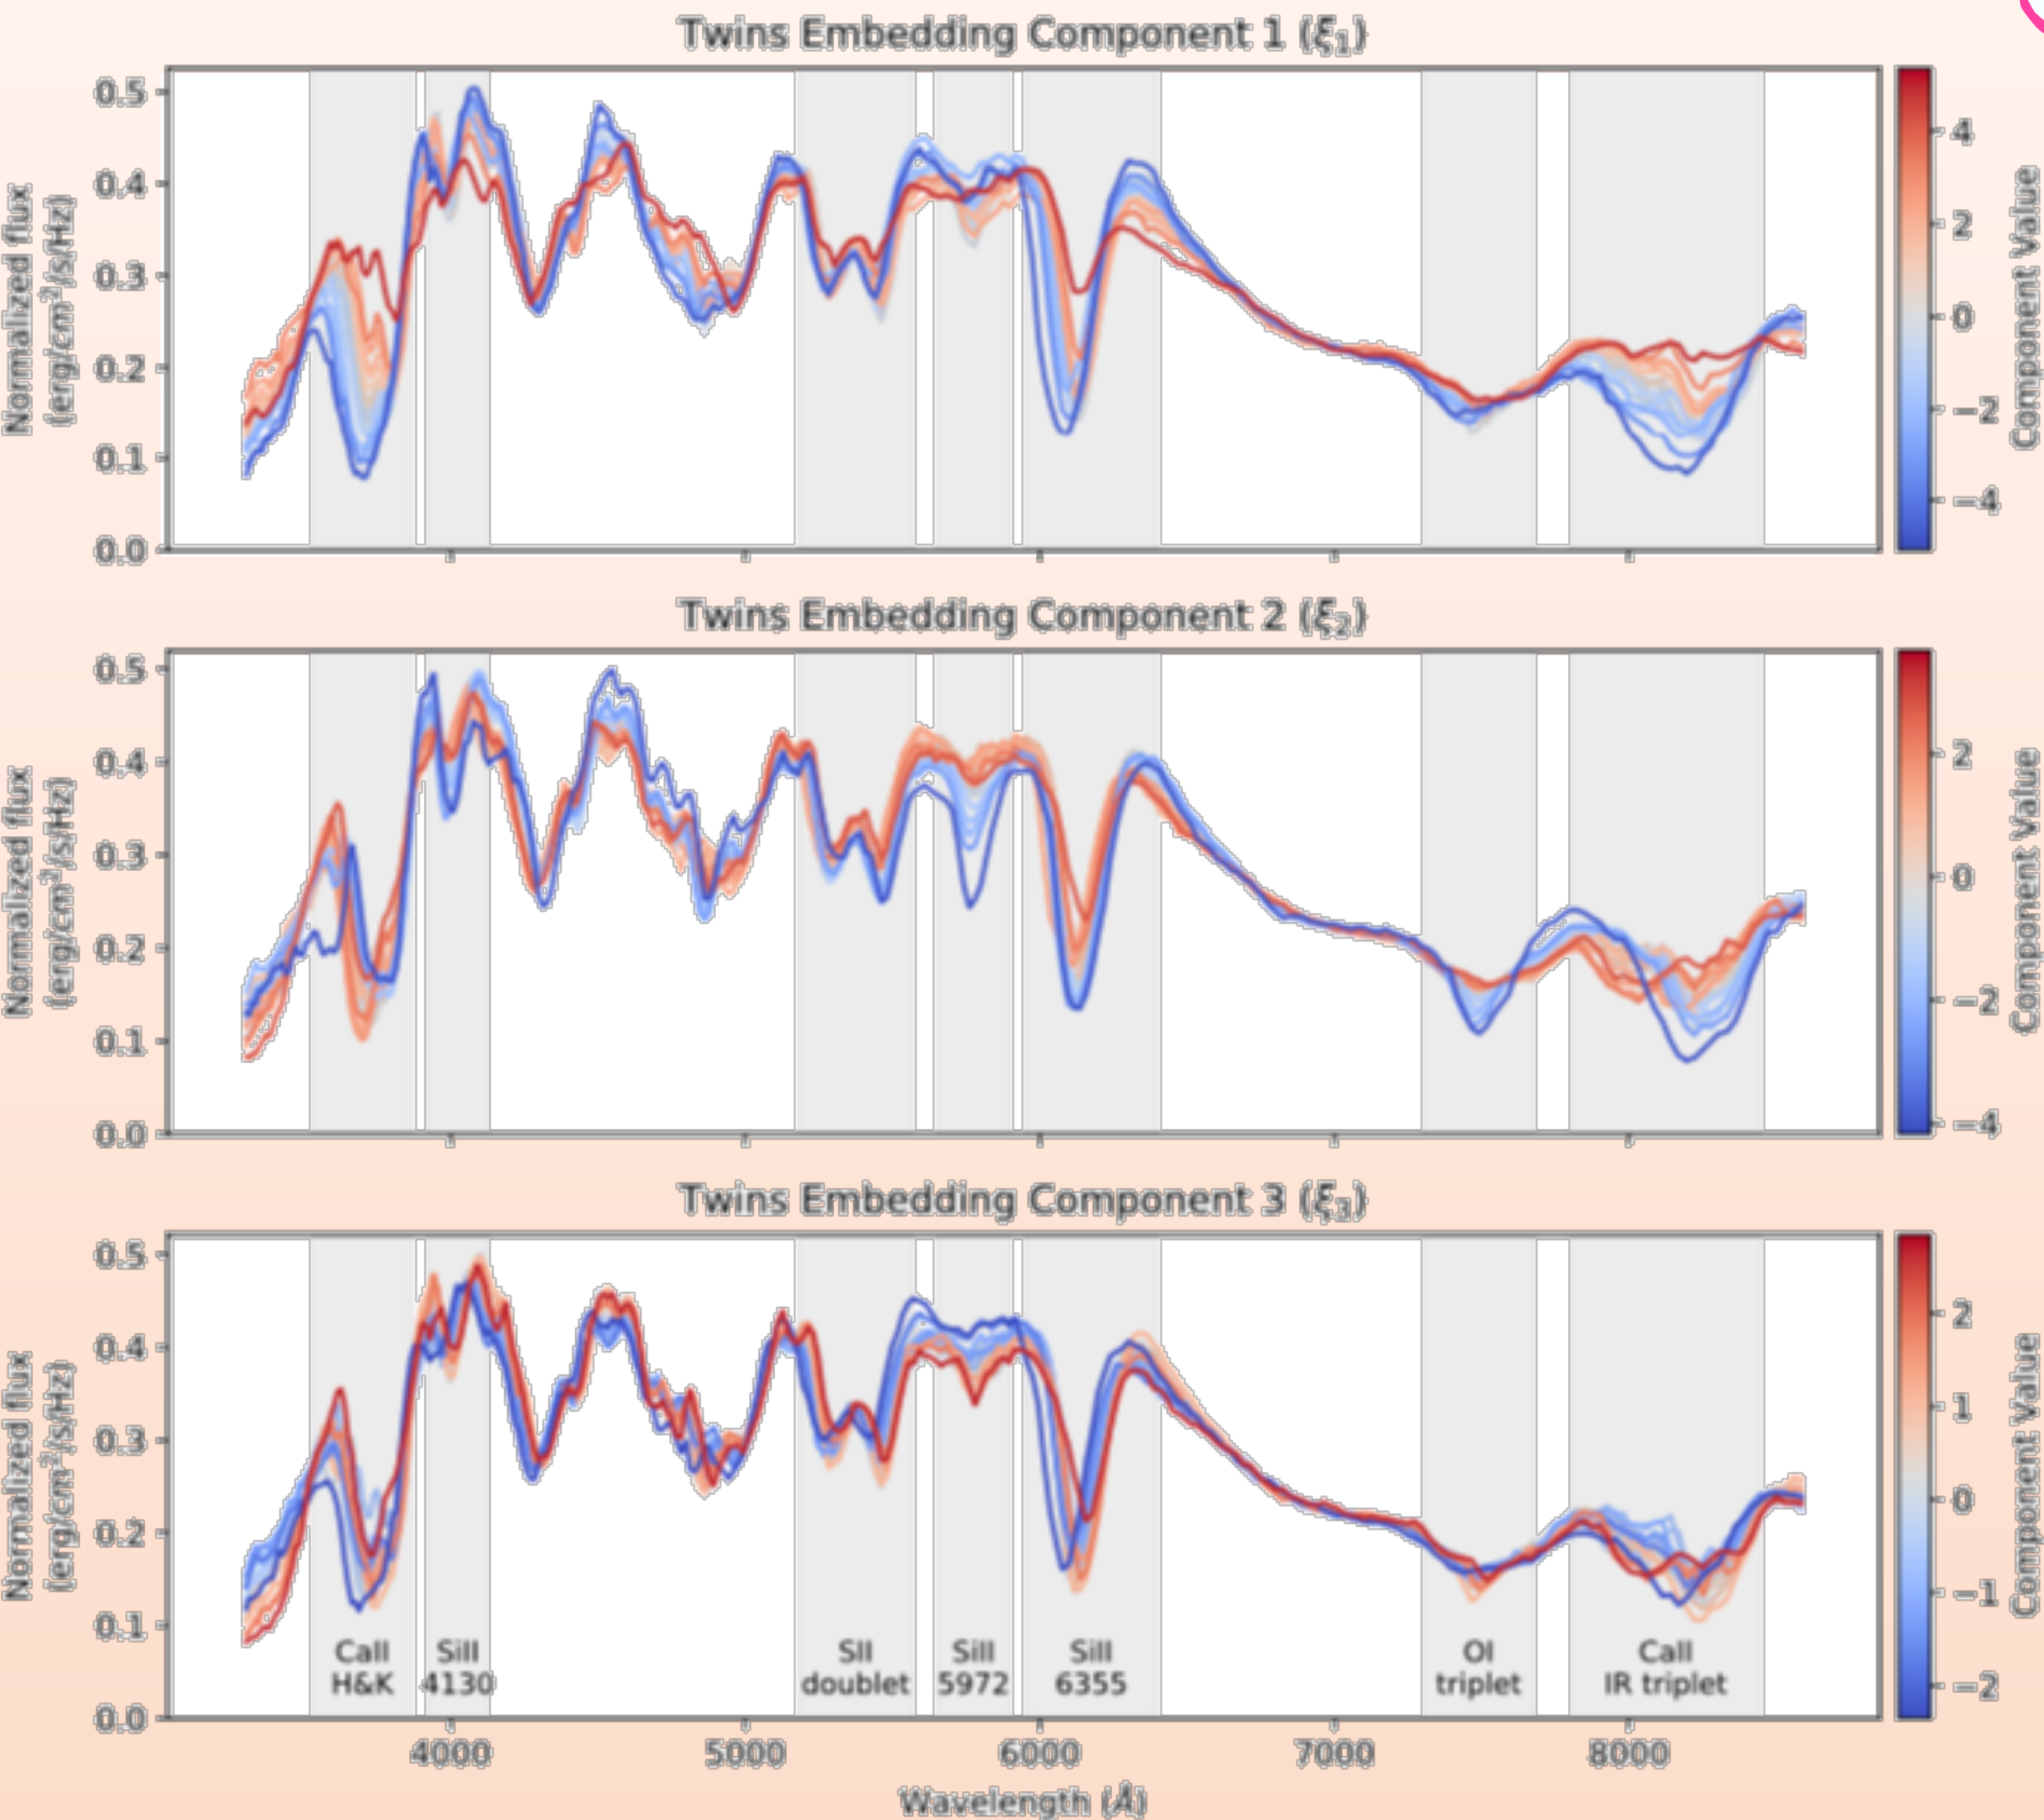 Twins Embedding Component 1 (ξ₁)
Normalized flux
(erg/cm²/s/Hz)
0.5
0.4
0.3
0.2
0.1
0.0
4
2
0
−2
−4
Component Value
Twins Embedding Component 2 (ξ₂)
Normalized flux
(erg/cm²/s/Hz)
0.5
0.4
0.3
0.2
0.1
0.0
2
0
−2
−4
Component Value
Twins Embedding Component 3 (ξ₃)
Normalized flux
(erg/cm²/s/Hz)
0.5
0.4
0.3
0.2
0.1
0.0
CaII
H&K
SiII
4130
SII
doublet
SiII
5972
SiII
6355
OI
triplet
CaII
IR triplet
2
1
0
−1
−2
Component Value
4000 5000 6000 7000 8000
Wavelength (Å)